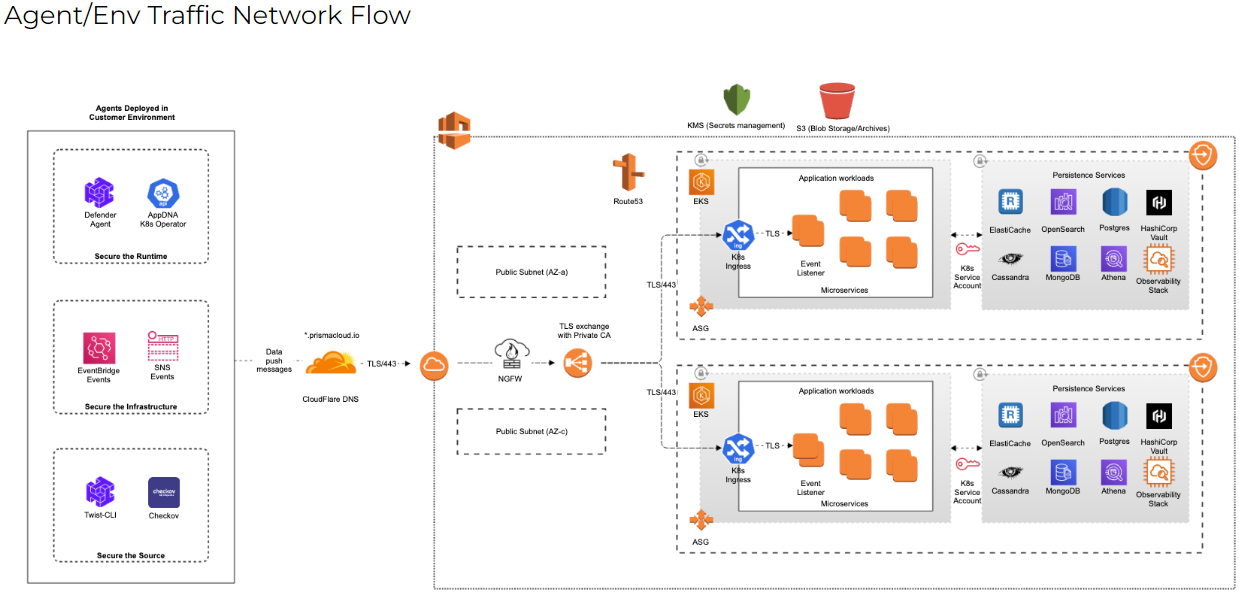 Agent/Env Traffic Network Flow
Agents Deployed in
Customer Environment
Defender
Agent
api
AppDNA
K8s Operator
Secure the Runtime
EventBridge
Events
HTTP
SNS
Events
Secure the Infrastructure
Twist-CLI
checkov
Checkov
Secure the Source
Data
push
messages
*.prismacloud.io
CloudFlare DNS
TLS/443
NGFW
TLS exchange
with Private CA
Public Subnet (AZ-a)
Public Subnet (AZ-c)
Route53
KMS (Secrets management)
S3 (Blob Storage/Archives)
TLS/443
EKS
ing
K8s
Ingress
ASG
TLS
Application workloads
Event
Listener
Microservices
K8s
Service
Account
Persistence Services
R
ElastiCache
OpenSearch
Postgres
HashiCorp
Vault
Cassandra
MongoDB
Athena
Observability
Stack
TLS/443
EKS
ing
K8s
Ingress
ASG
TLS
Application workloads
Event
Listener
Microservices
K8s
Service
Account
Persistence Services
R
ElastiCache
OpenSearch
Postgres
HashiCorp
Vault
Cassandra
MongoDB
Athena
Observability
Stack